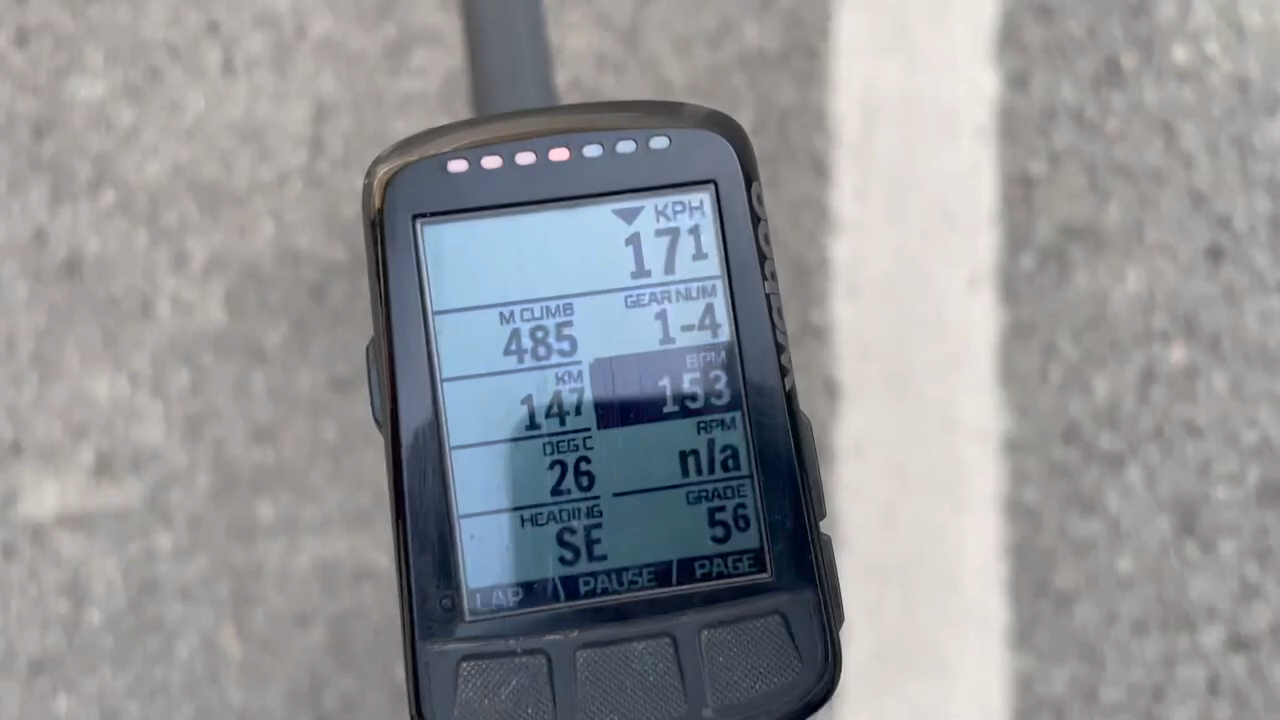 KPH
17¹
M CLIMB
485
GEAR NUM
1-4
KM
14⁷
BPM
153
DEG C
26
RPM
n/a
HEADING
SE
GRADE
5⁶
LAP / PAUSE / PAGE
wahoo